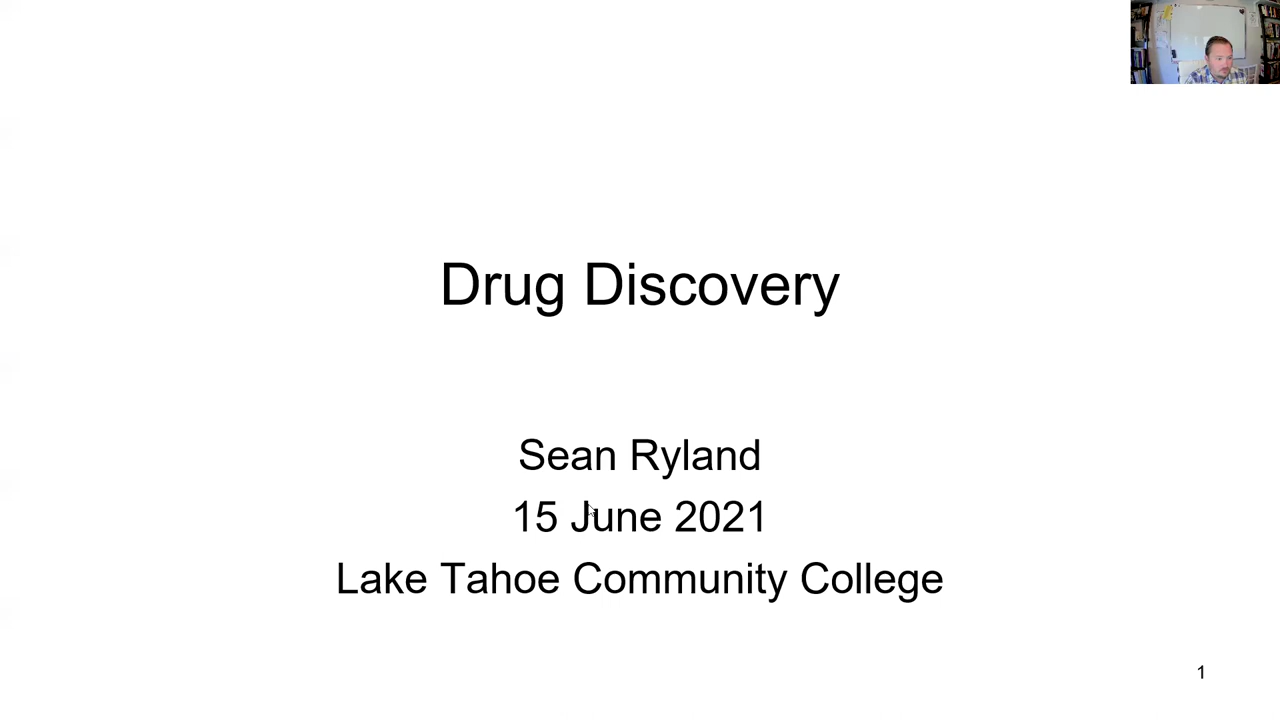 Drug Discovery
Sean Ryland
15 June 2021
Lake Tahoe Community College
1